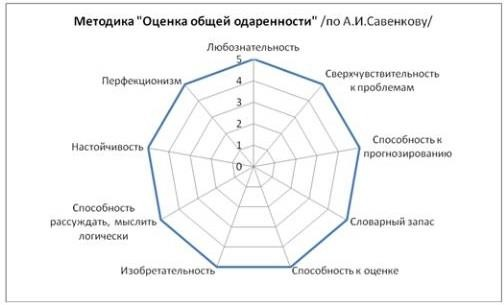 Методика "Оценка общей одаренности" /по А.И.Савенкову/
Любознательность
Сверхчувствительность
к проблемам
Способность к
прогнозированию
Словарный запас
Способность к оценке
Изобретательность
Способность
рассуждать, мыслить
логически
Настойчивость
Перфекционизм
5
4
3
2
1
0